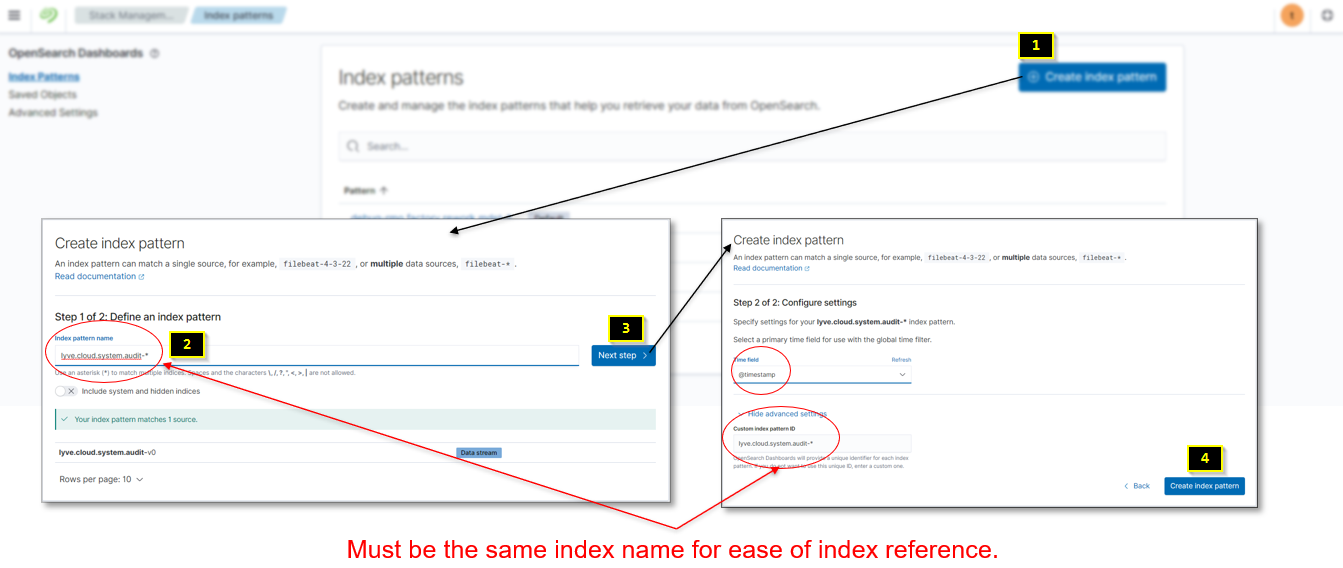 Stack Managem...
Index patterns
t
OpenSearch Dashboards
Index Patterns
Saved Objects
Advanced Settings
1
Index patterns
Create index pattern
Create and manage the index patterns that help you retrieve your data from OpenSearch.
Search...
Pattern
Default
Create index pattern
An index pattern can match a single source, for example, filebeat-4-3-22 , or multiple data sources, filebeat-* .
Read documentation
Step 1 of 2: Define an index pattern
Index pattern name
2
3
lyve.cloud.system.audit-*
Next step
Use an asterisk (*) to match multiple indices. Spaces and the characters \, /, ?, ", <, >, | are not allowed.
Include system and hidden indices
Your index pattern matches 1 source.
lyve.cloud.system.audit-v0
Data stream
Rows per page: 10
Create index pattern
An index pattern can match a single source, for example, filebeat-4-3-22 , or multiple data sources, filebeat-* .
Read documentation
Step 2 of 2: Configure settings
Specify settings for your lyve.cloud.system.audit-* index pattern.
Select a primary time field for use with the global time filter.
Time field
Refresh
@timestamp
Hide advanced settings
Custom index pattern ID
lyve.cloud.system.audit-*
OpenSearch Dashboards will provide a unique identifier for each index
pattern. If you do not want to use this unique ID, enter a custom one.
4
Back
Create index pattern
Must be the same index name for ease of index reference.